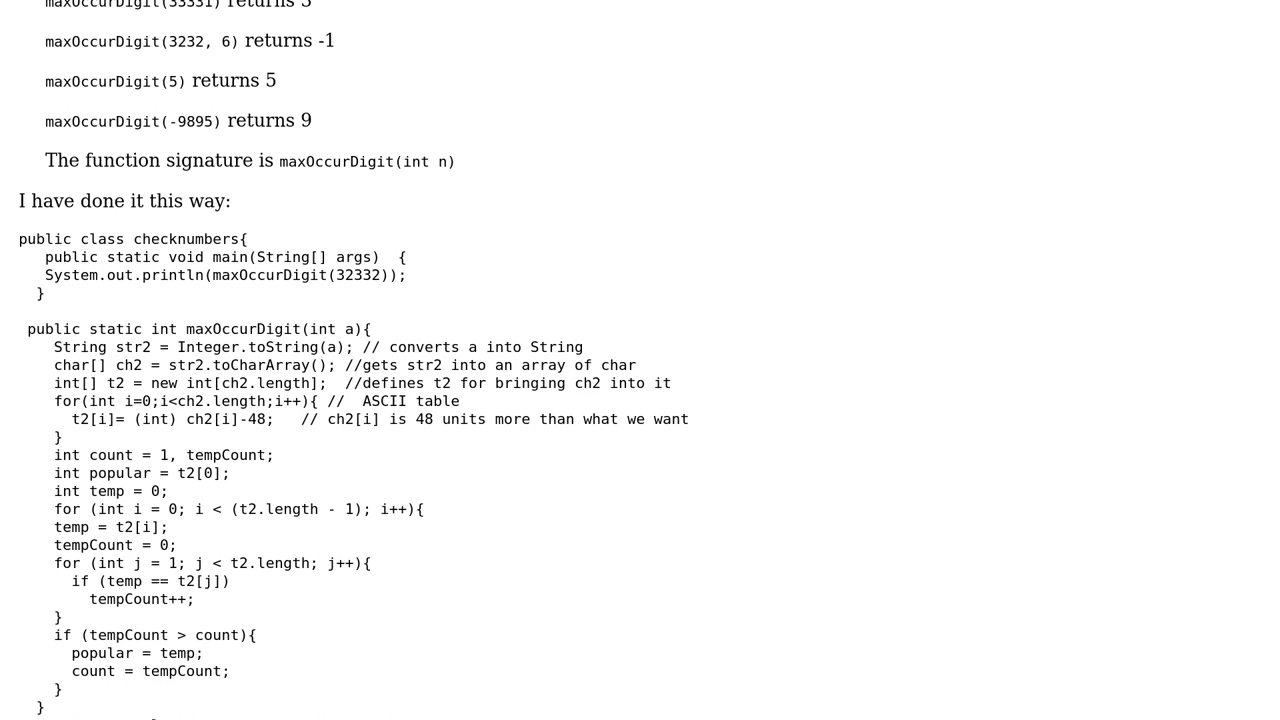 maxOccurDigit(33331) returns 3
maxOccurDigit(3232, 6) returns -1
maxOccurDigit(5) returns 5
maxOccurDigit(-9895) returns 9
The function signature is maxOccurDigit(int n)
I have done it this way:
public class checknumbers{
   public static void main(String[] args)  {
   System.out.println(maxOccurDigit(32332));
  }
 public static int maxOccurDigit(int a){
    String str2 = Integer.toString(a); // converts a into String
    char[] ch2 = str2.toCharArray(); //gets str2 into an array of char
    int[] t2 = new int[ch2.length];  //defines t2 for bringing ch2 into it
    for(int i=0;i<ch2.length;i++){ //  ASCII table
      t2[i]= (int) ch2[i]-48;   // ch2[i] is 48 units more than what we want
    }
    int count = 1, tempCount;
    int popular = t2[0];
    int temp = 0;
    for (int i = 0; i < (t2.length - 1); i++){
    temp = t2[i];
    tempCount = 0;
    for (int j = 1; j < t2.length; j++){
      if (temp == t2[j])
        tempCount++;
    }
    if (tempCount > count){
      popular = temp;
      count = tempCount;
    }
  }